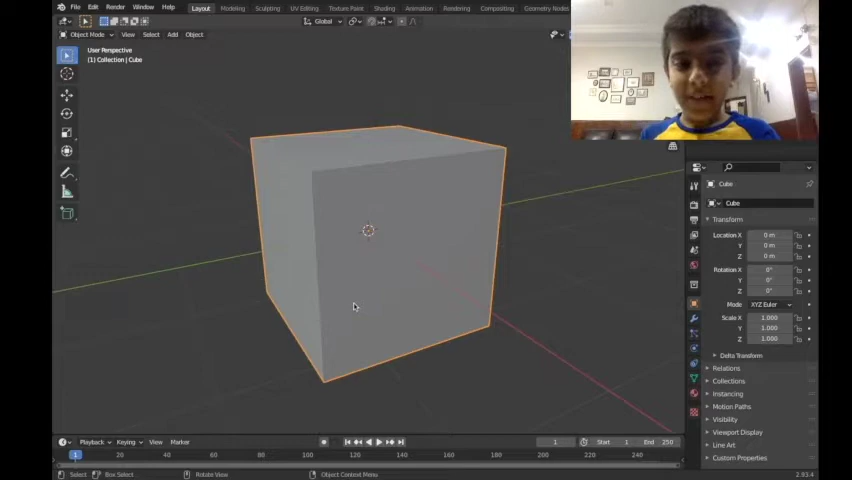 File Edit Render Window Help Layout Modeling Sculpting UV Editing Texture Paint Shading Animation Rendering Compositing Geometry Nodes
Global
Object Mode View Select Add Object
User Perspective
(1) Collection | Cube
Cube
Cube
Transform
Location X 0 m
Y 0 m
Z 0 m
Rotation X 0°
Y 0°
Z 0°
Mode XYZ Euler
Scale X 1.000
Y 1.000
Z 1.000
Delta Transform
Relations
Collections
Instancing
Motion Paths
Visibility
Viewport Display
Line Art
Custom Properties
Playback Keying View Marker 1 Start 1 End 250
1 20 40 60 80 100 120 140 160 180 200 220 240
Select Box Select Rotate View Object Context Menu 2.93.4